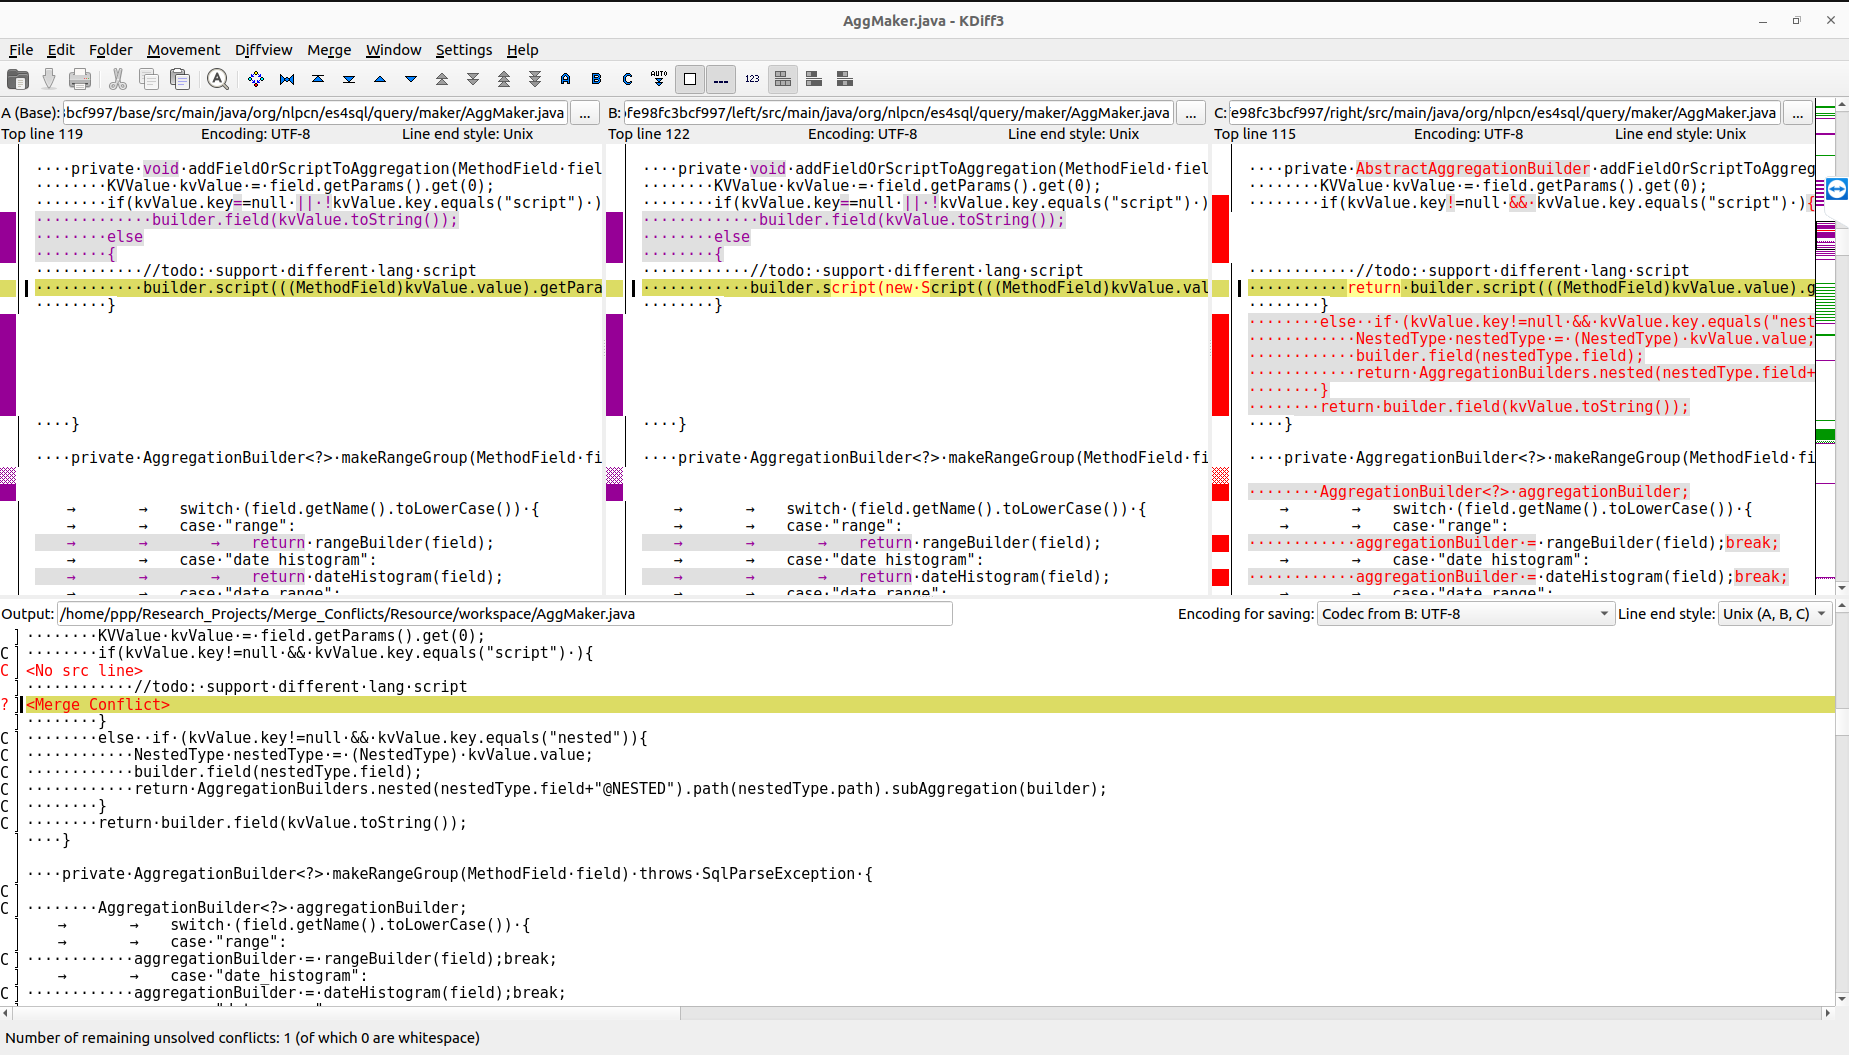 AggMaker.java - KDiff3
File Edit Folder Movement Diffview Merge Window Settings Help
A B C AUTO 123
A (Base): bcf997/base/src/main/java/org/nlpcn/es4sql/query/maker/AggMaker.java ...
Top line 119 Encoding: UTF-8 Line end style: Unix
····private·void·addFieldOrScriptToAggregation(MethodField·fiel
········KVValue·kvValue·=·field.getParams().get(0);
········if(kvValue.key==null·||·!kvValue.key.equals("script")·)
·············builder.field(kvValue.toString());
········else
········{
············//todo:·support·different·lang·script
············builder.script(((MethodField)kvValue.value).getPara
········}
····}
····private·AggregationBuilder<?>·makeRangeGroup(MethodField·fi
→ → switch·(field.getName().toLowerCase())·{
→ → case·"range":
→ → → return·rangeBuilder(field);
→ → case·"date_histogram":
→ → → return·dateHistogram(field);
→ → case·"date_range":
B: fe98fc3bcf997/left/src/main/java/org/nlpcn/es4sql/query/maker/AggMaker.java ...
Top line 122 Encoding: UTF-8 Line end style: Unix
····private·void·addFieldOrScriptToAggregation(MethodField·fiel
········KVValue·kvValue·=·field.getParams().get(0);
········if(kvValue.key==null·||·!kvValue.key.equals("script")·)
·············builder.field(kvValue.toString());
········else
········{
············//todo:·support·different·lang·script
············builder.script(new·Script(((MethodField)kvValue.val
········}
····}
····private·AggregationBuilder<?>·makeRangeGroup(MethodField·fi
→ → switch·(field.getName().toLowerCase())·{
→ → case·"range":
→ → → return·rangeBuilder(field);
→ → case·"date_histogram":
→ → → return·dateHistogram(field);
→ → case·"date_range":
C: e98fc3bcf997/right/src/main/java/org/nlpcn/es4sql/query/maker/AggMaker.java ...
Top line 115 Encoding: UTF-8 Line end style: Unix
····private·AbstractAggregationBuilder·addFieldOrScriptToAggreg
········KVValue·kvValue·=·field.getParams().get(0);
········if(kvValue.key!=null·&&·kvValue.key.equals("script")·){
············//todo:·support·different·lang·script
············return·builder.script(((MethodField)kvValue.value).g
········}
········else··if·(kvValue.key!=null·&&·kvValue.key.equals("nest
············NestedType·nestedType·=·(NestedType)·kvValue.value;
············builder.field(nestedType.field);
············return·AggregationBuilders.nested(nestedType.field+
········}
········return·builder.field(kvValue.toString());
····}
····private·AggregationBuilder<?>·makeRangeGroup(MethodField·fi
········AggregationBuilder<?>·aggregationBuilder;
→ → switch·(field.getName().toLowerCase())·{
→ → case·"range":
············aggregationBuilder·=·rangeBuilder(field);break;
→ → case·"date_histogram":
············aggregationBuilder·=·dateHistogram(field);break;
→ → case·"date_range":
Output: /home/ppp/Research_Projects/Merge_Conflicts/Resource/workspace/AggMaker.java Encoding for saving: Codec from B: UTF-8 Line end style: Unix (A, B, C)
········KVValue·kvValue·=·field.getParams().get(0);
C ········if(kvValue.key!=null·&&·kvValue.key.equals("script")·){
C <No src line>
············//todo:·support·different·lang·script
? <Merge Conflict>
········}
C ········else··if·(kvValue.key!=null·&&·kvValue.key.equals("nested")){
C ············NestedType·nestedType·=·(NestedType)·kvValue.value;
C ············builder.field(nestedType.field);
C ············return·AggregationBuilders.nested(nestedType.field+"@NESTED").path(nestedType.path).subAggregation(builder);
C ········}
C ········return·builder.field(kvValue.toString());
····}
····private·AggregationBuilder<?>·makeRangeGroup(MethodField·field)·throws·SqlParseException·{
C
C ········AggregationBuilder<?>·aggregationBuilder;
→ → switch·(field.getName().toLowerCase())·{
→ → case·"range":
C ············aggregationBuilder·=·rangeBuilder(field);break;
→ → case·"date_histogram":
C ············aggregationBuilder·=·dateHistogram(field);break;
Number of remaining unsolved conflicts: 1 (of which 0 are whitespace)